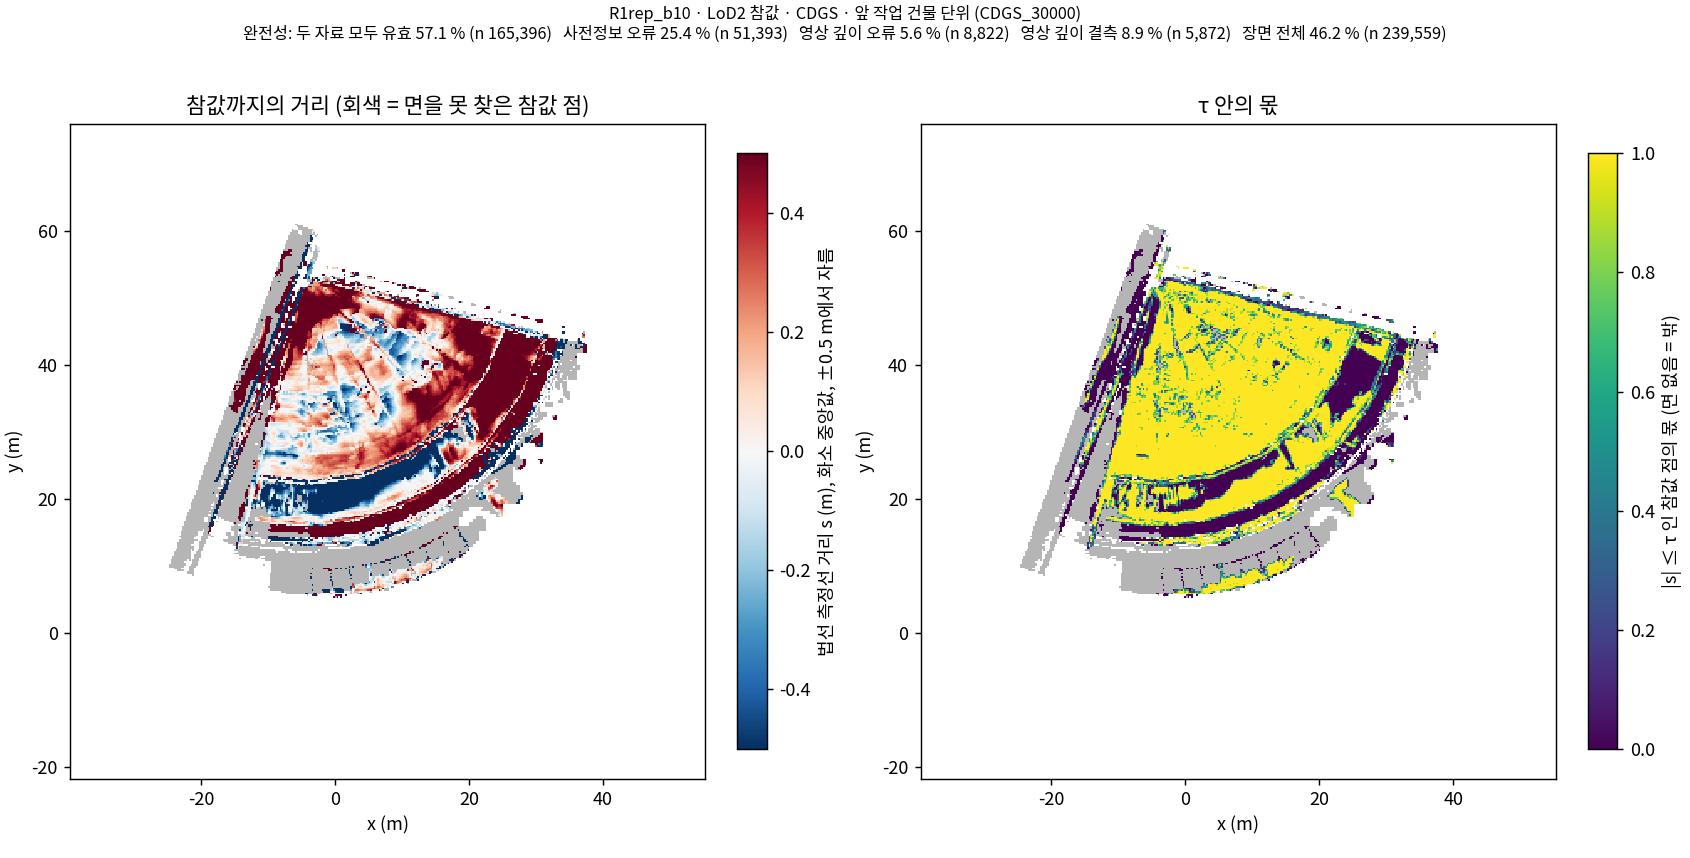 R1rep_b10 · LoD2 참값 · CDGS · 앞 작업 건물 단위 (CDGS_30000)
완전성: 두 자료 모두 유효 57.1 % (n 165,396)   사전정보 오류 25.4 % (n 51,393)   영상 깊이 오류 5.6 % (n 8,822)   영상 깊이 결측 8.9 % (n 5,872)   장면 전체 46.2 % (n 239,559)
참값까지의 거리 (회색 = 면을 못 찾은 참값 점)
60
40
20
0
-20
-20
0
20
40
x (m)
y (m)
0.4
0.2
0.0
-0.2
-0.4
법선 측정선 거리 s (m), 화소 중앙값, ±0.5 m에서 자름
τ 안의 몫
60
40
20
0
-20
-20
0
20
40
x (m)
y (m)
1.0
0.8
0.6
0.4
0.2
0.0
|s| ≤ τ 인 참값 점의 몫 (면 없음 = 밖)